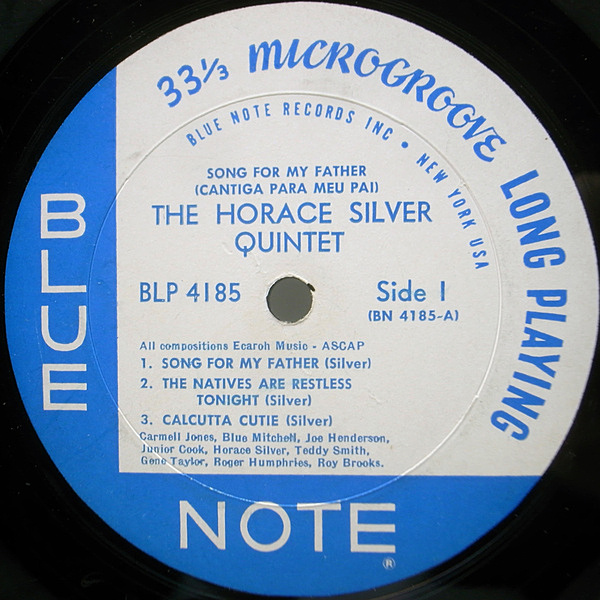 33⅓ MICROGROOVE LONG PLAYING
BLUE NOTE RECORDS INC • NEW YORK USA
SONG FOR MY FATHER
(CANTIGA PARA MEU PAI)
THE HORACE SILVER
QUINTET
BLP 4185
Side 1
(BN 4185-A)
All compositions Ecaroh Music - ASCAP
1. SONG FOR MY FATHER (Silver)
2. THE NATIVES ARE RESTLESS
TONIGHT (Silver)
3. CALCUTTA CUTIE (Silver)
Carmell Jones, Blue Mitchell, Joe Henderson,
Junior Cook, Horace Silver, Teddy Smith,
Gene Taylor, Roger Humphries, Roy Brooks.
BLUE
NOTE
®